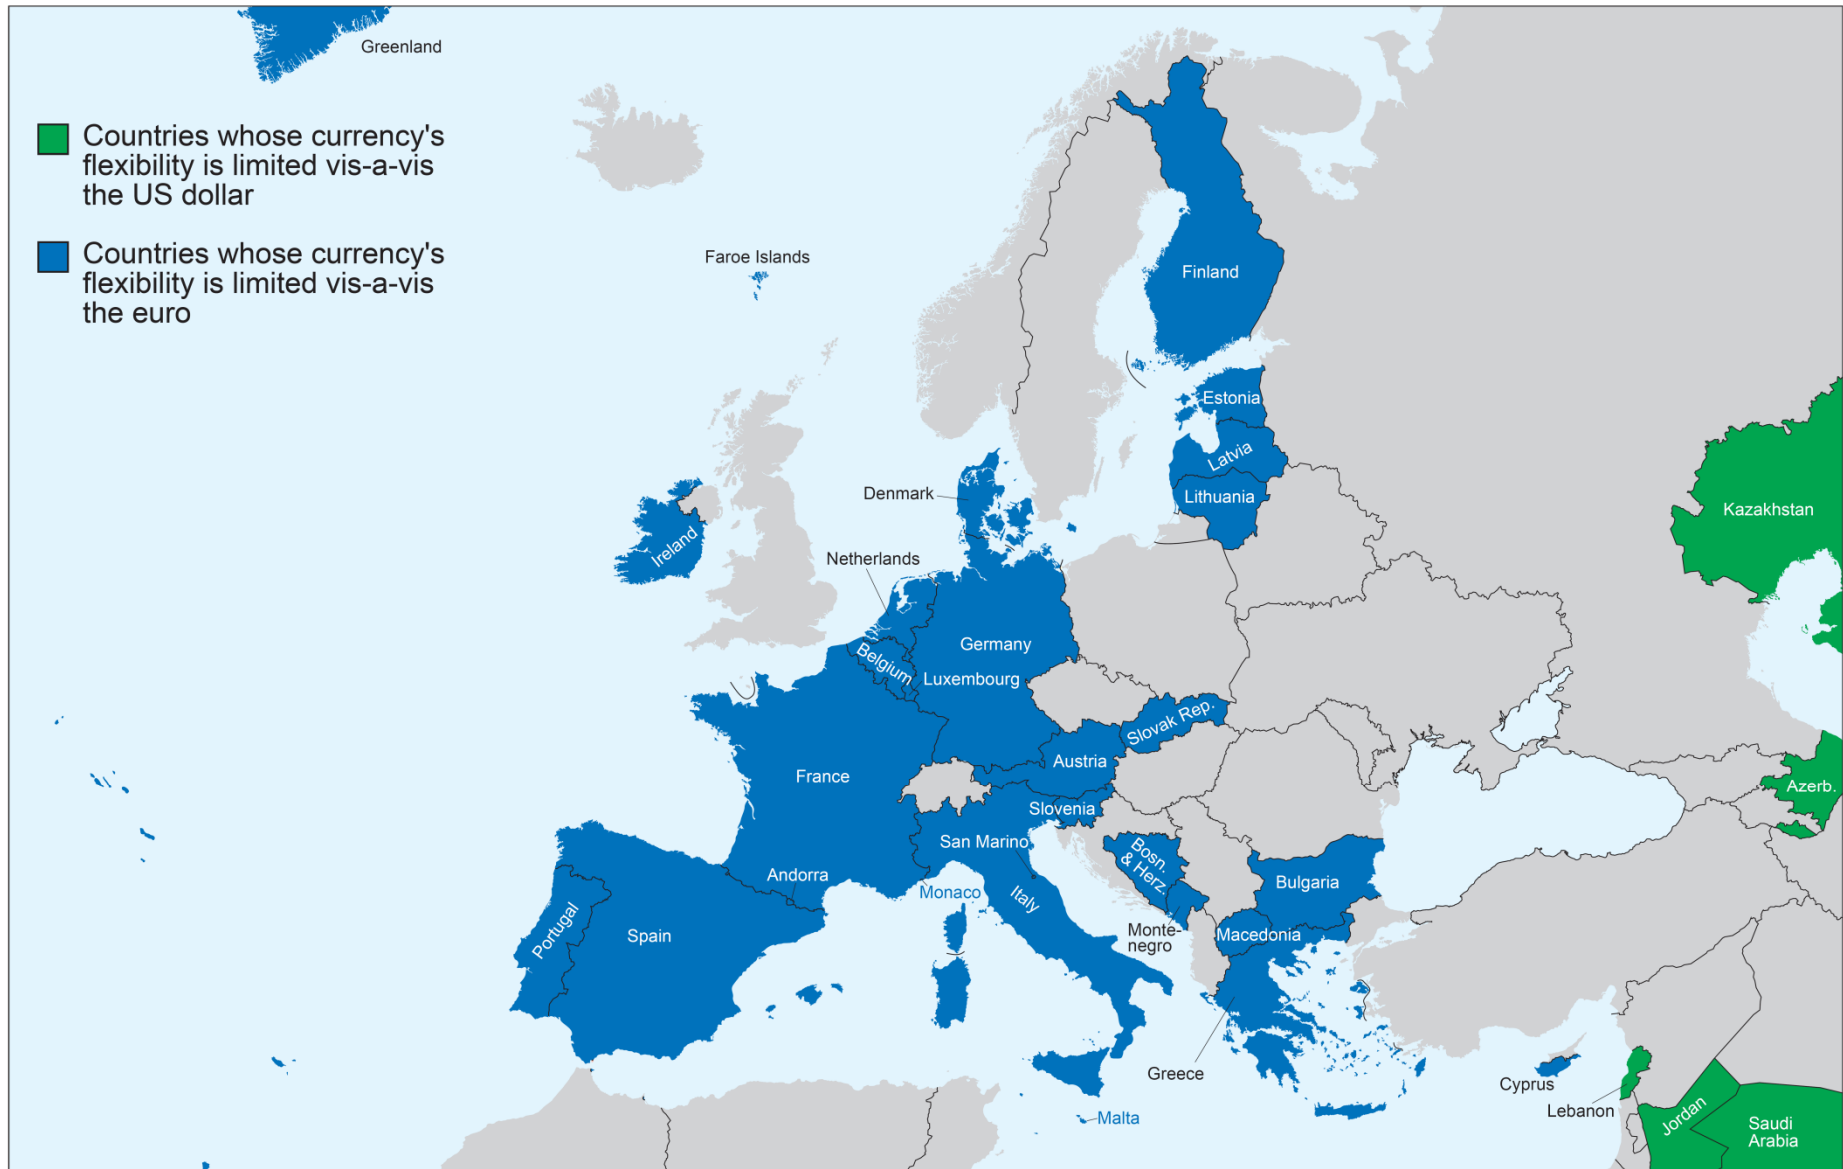 Greenland
Countries whose currency's
flexibility is limited vis-a-vis
the US dollar
Countries whose currency's
flexibility is limited vis-a-vis
the euro
Faroe Islands
Finland
Estonia
Latvia
Lithuania
Denmark
Kazakhstan
Ireland
Netherlands
Germany
Belgium
Luxembourg
Slovak Rep.
Austria
France
Azerb.
Slovenia
San Marino
Bosn.
& Herz.
Andorra
Monaco
Italy
Bulgaria
Portugal
Spain
Monte-
negro
Macedonia
Greece
Cyprus
Lebanon
Malta
Jordan
Saudi
Arabia